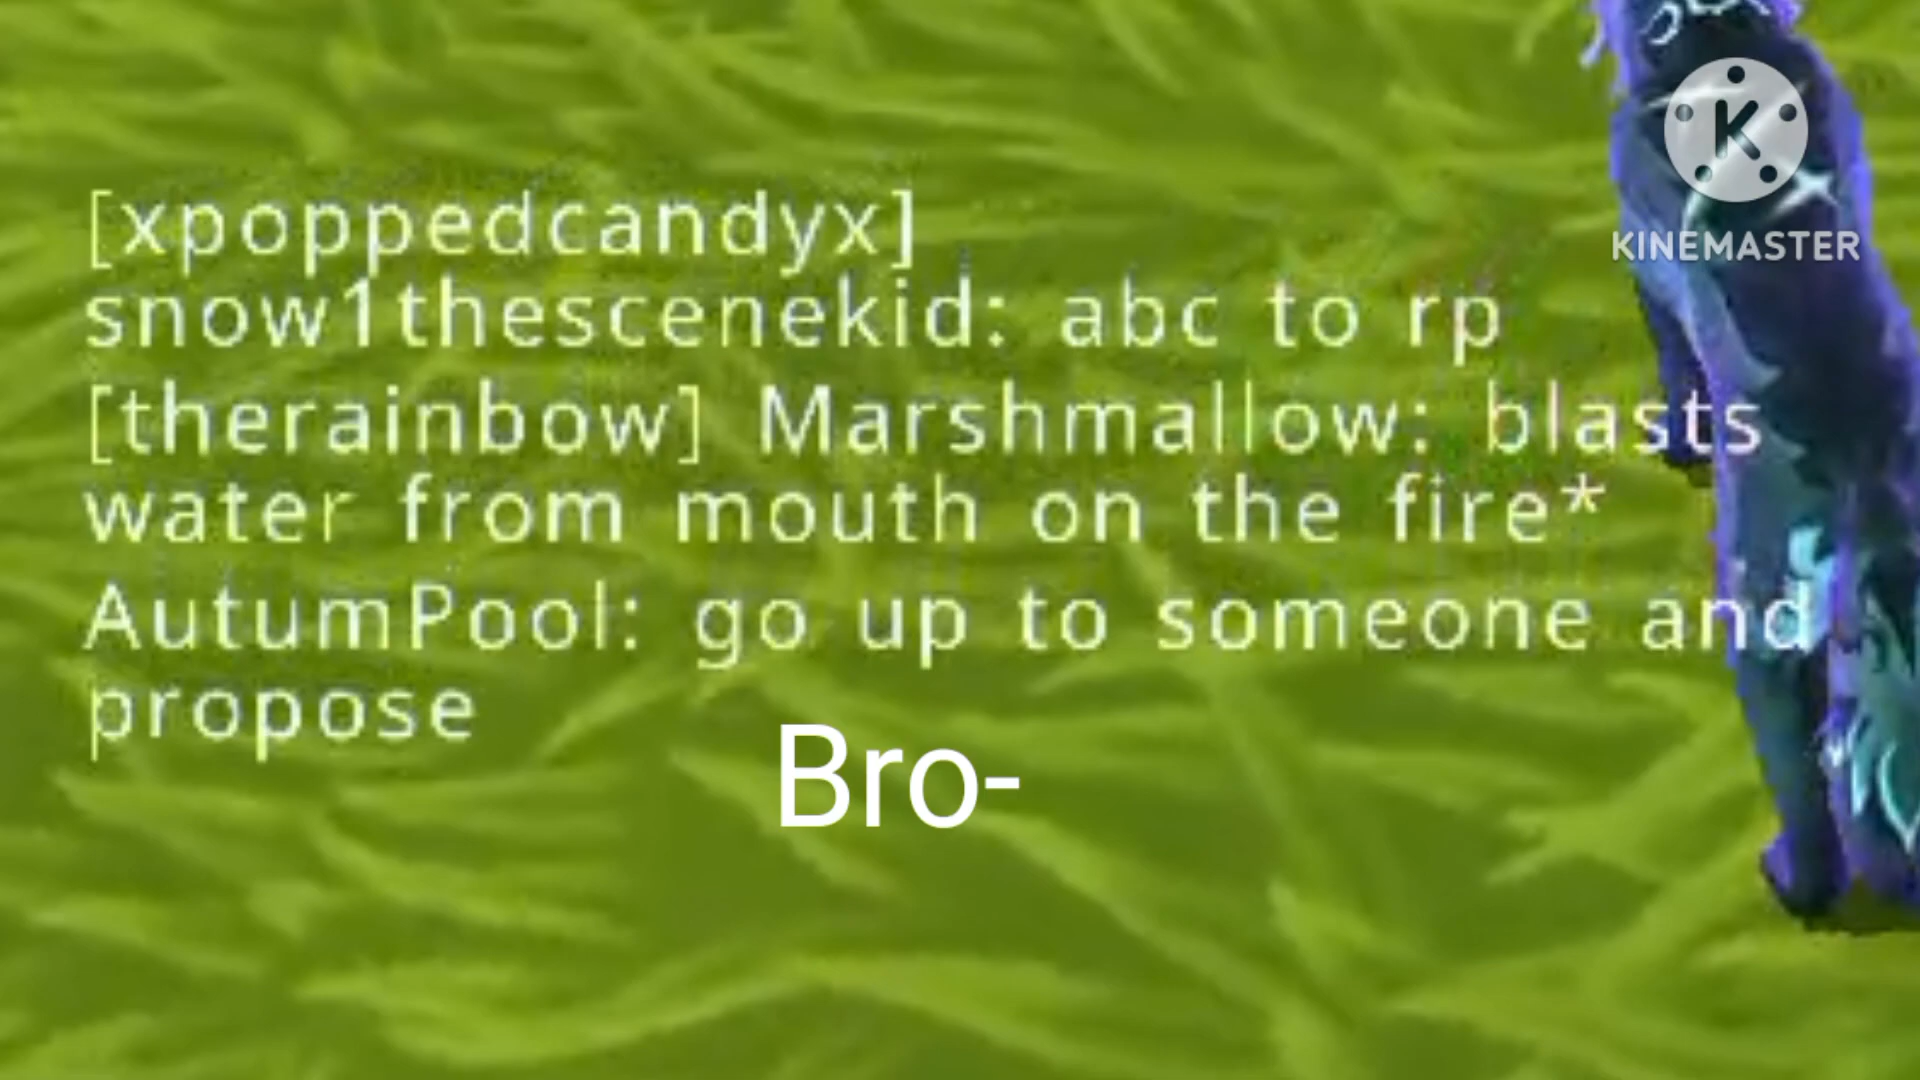 KINEMASTER
[xpoppedcandyx]
snow1thescenekid: abc to rp
[therainbow] Marshmallow: blasts
water from mouth on the fire*
AutumPool: go up to someone and
propose
Bro-